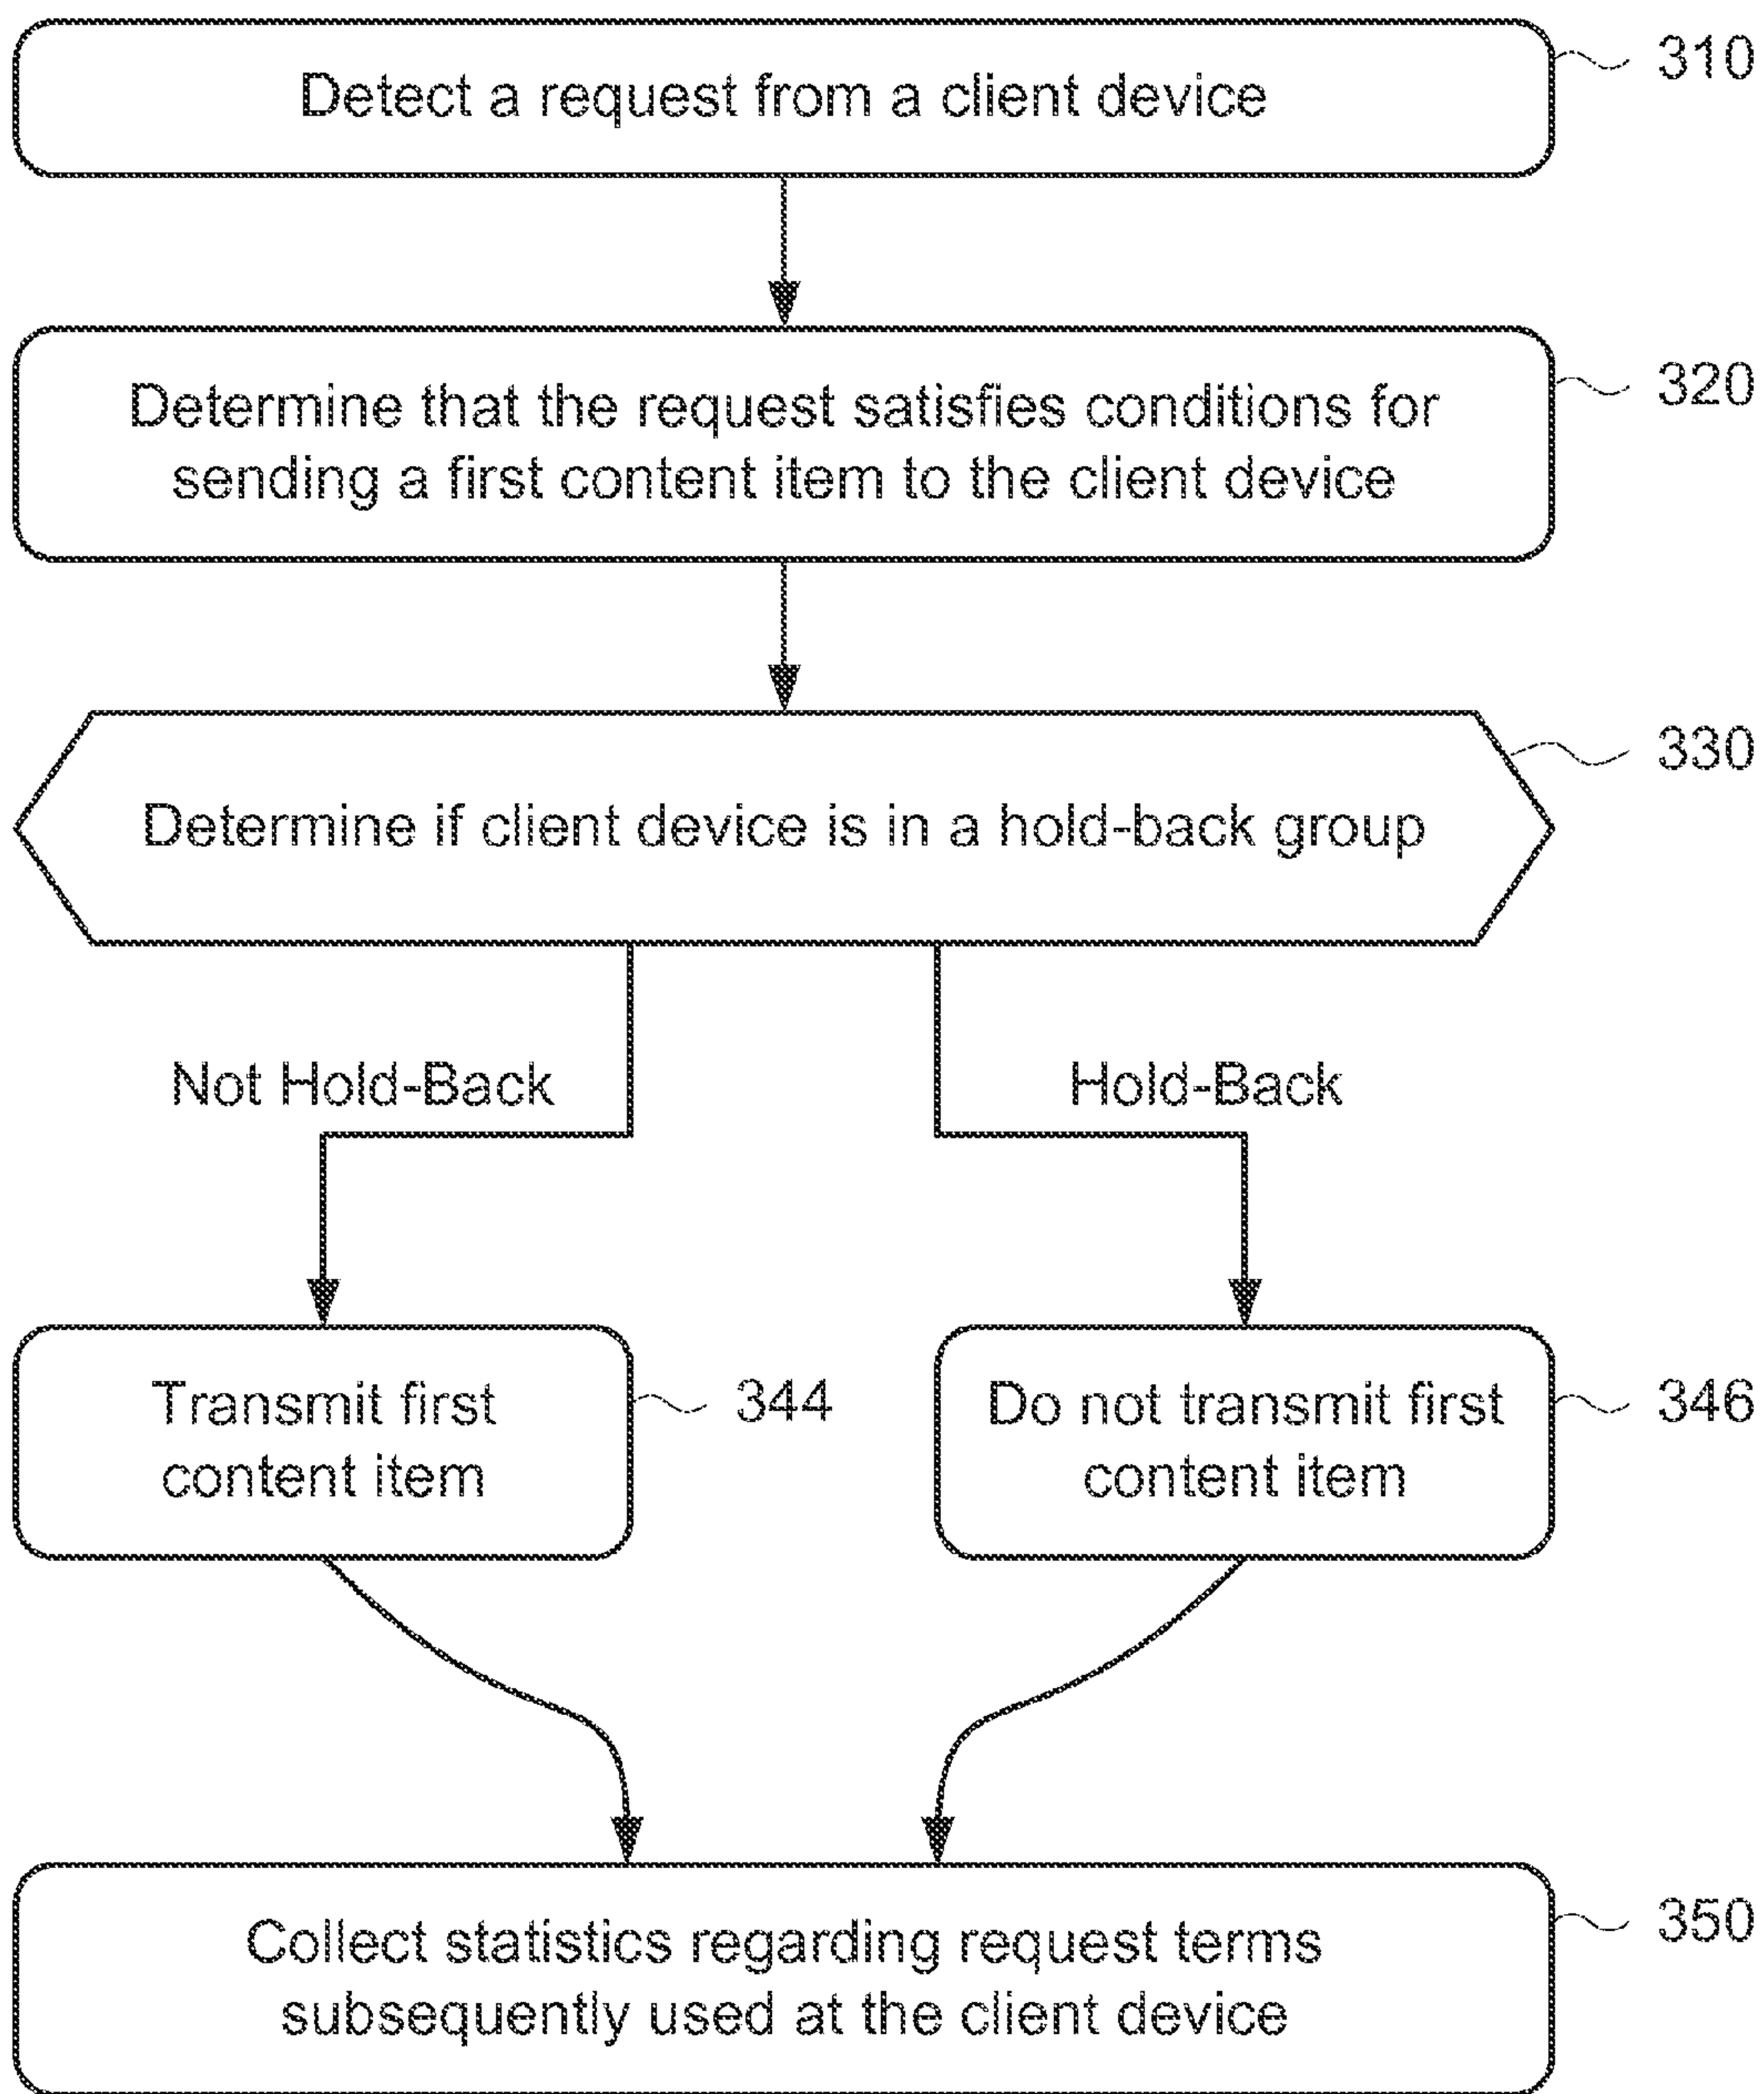 Detect a request from a client device
310
Determine that the request satisfies conditions for
sending a first content item to the client device
320
Determine if client device is in a hold-back group
330
Not Hold-Back
Hold-Back
Transmit first
content item
344
Do not transmit first
content item
346
Collect statistics regarding request terms
subsequently used at the client device
350